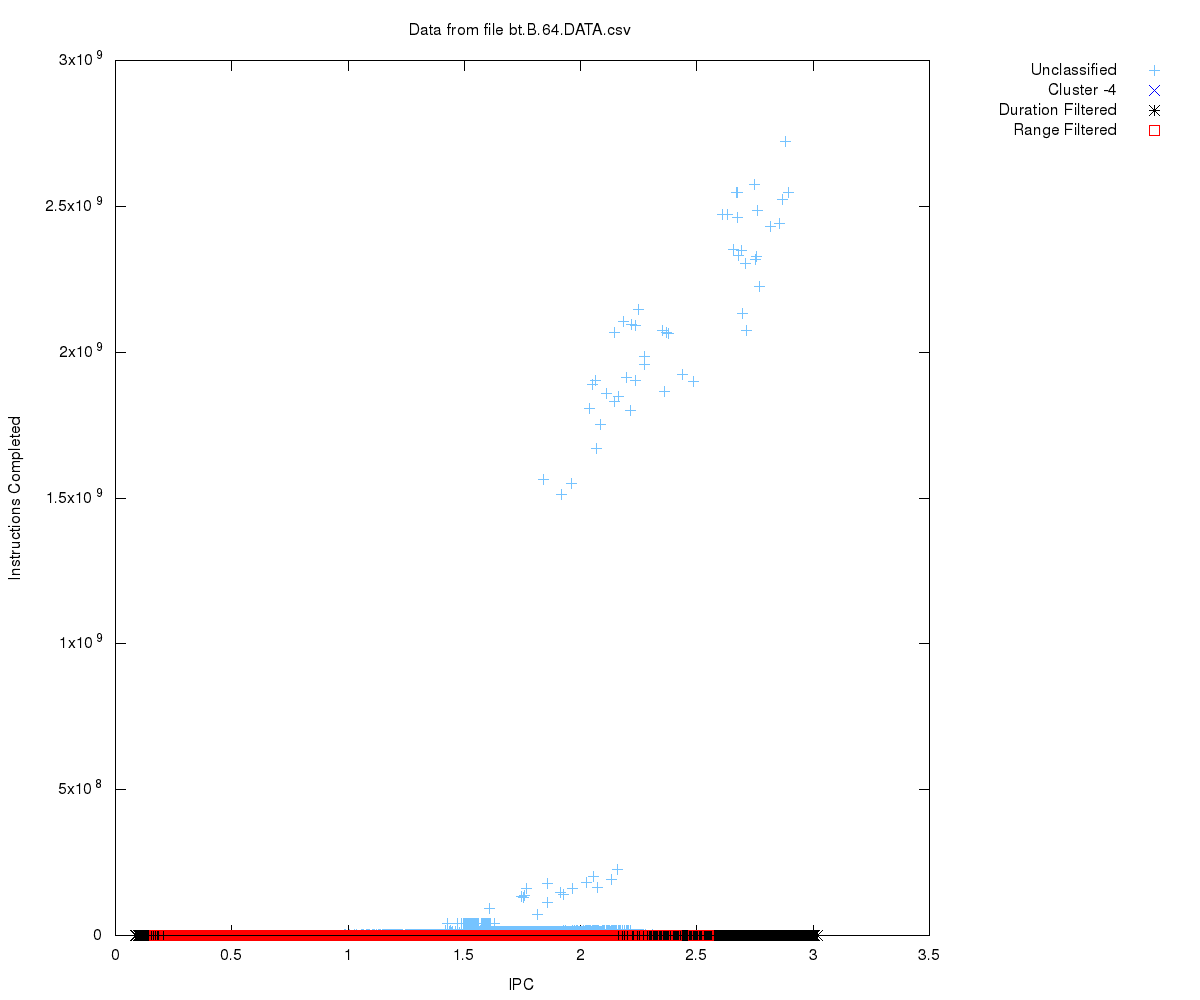 Data from file bt.B.64.DATA.csv
Unclassified
Cluster -4
Duration Filtered
Range Filtered
3x10 9
2.5x10 9
2x10 9
1.5x10 9
1x10 9
5x10 8
0
Instructions Completed
0 0.5 1 1.5 2 2.5 3 3.5
IPC